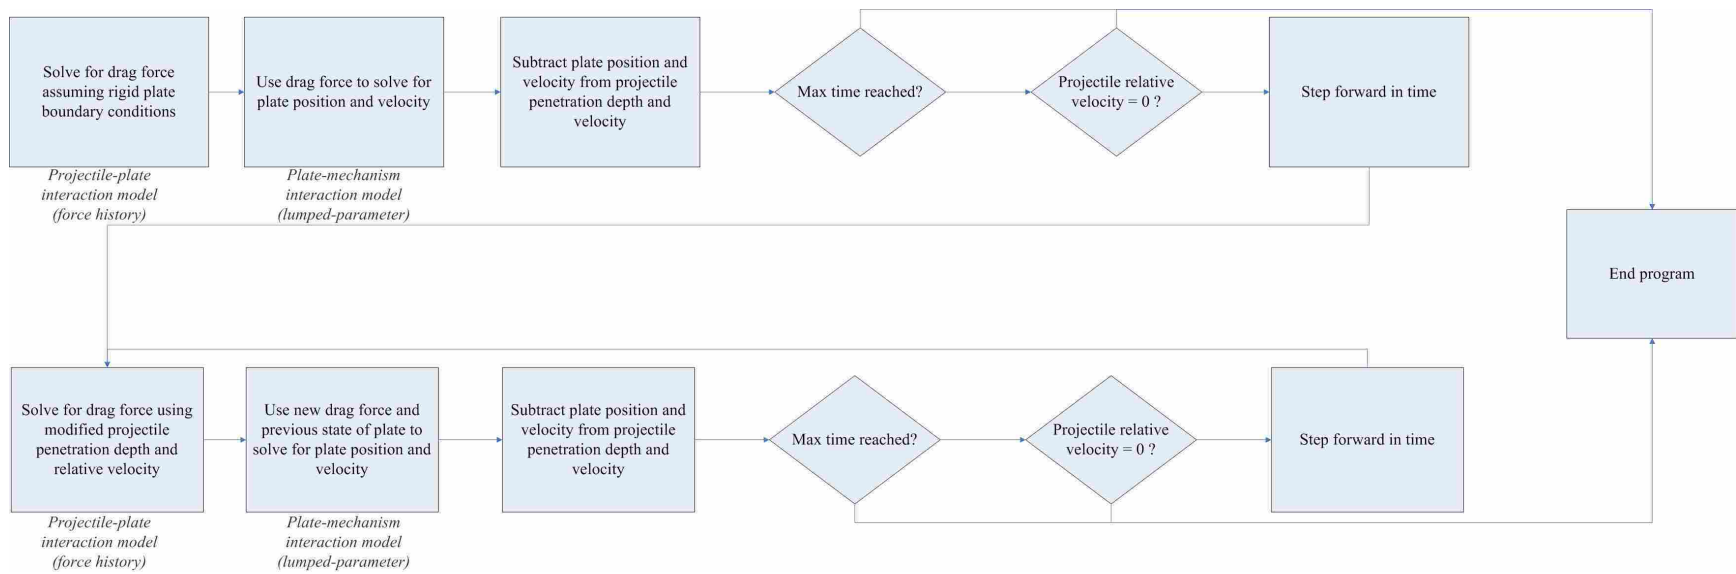 Solve for drag force
assuming rigid plate
boundary conditions
Projectile-plate
interaction model
(force history)
Use drag force to solve for
plate position and velocity
Plate-mechanism
interaction model
(lumped-parameter)
Subtract plate position and
velocity from projectile
penetration depth and
velocity
Max time reached?
Projectile relative
velocity = 0 ?
Step forward in time
End program
Solve for drag force using
modified projectile
penetration depth and
relative velocity
Projectile-plate
interaction model
(force history)
Use new drag force and
previous state of plate to
solve for plate position and
velocity
Plate-mechanism
interaction model
(lumped-parameter)
Subtract plate position and
velocity from projectile
penetration depth and
velocity
Max time reached?
Projectile relative
velocity = 0 ?
Step forward in time